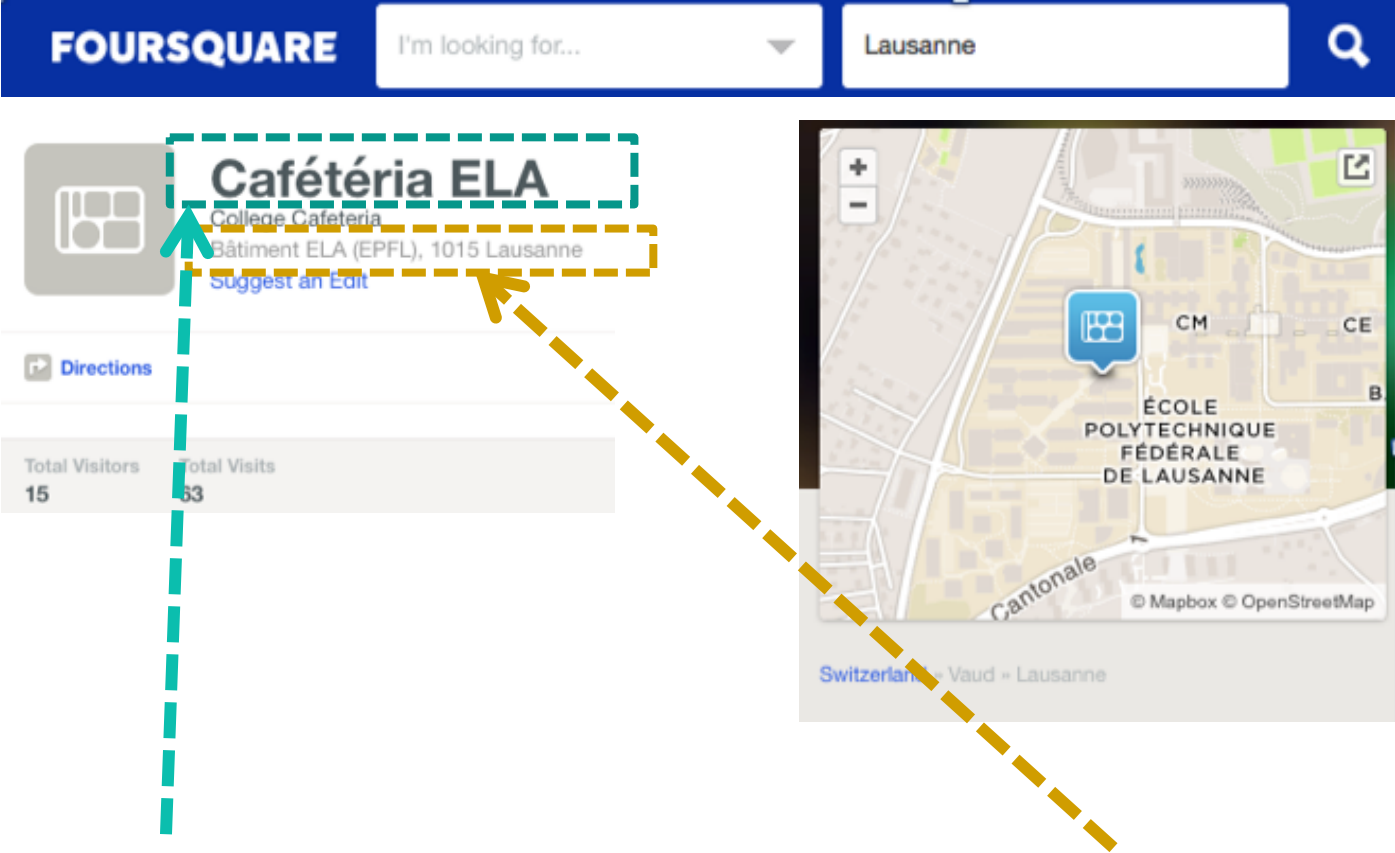 FOURSQUARE
I'm looking for...
Lausanne
Cafétéria ELA
College Cafeteria
Bâtiment ELA (EPFL), 1015 Lausanne
Suggest an Edit
Directions
Total Visitors
Total Visits
15
63
CM
CE
B
ÉCOLE
POLYTECHNIQUE
FÉDÉRALE
DE LAUSANNE
Cantonale
© Mapbox © OpenStreetMap
Switzerland » Vaud » Lausanne